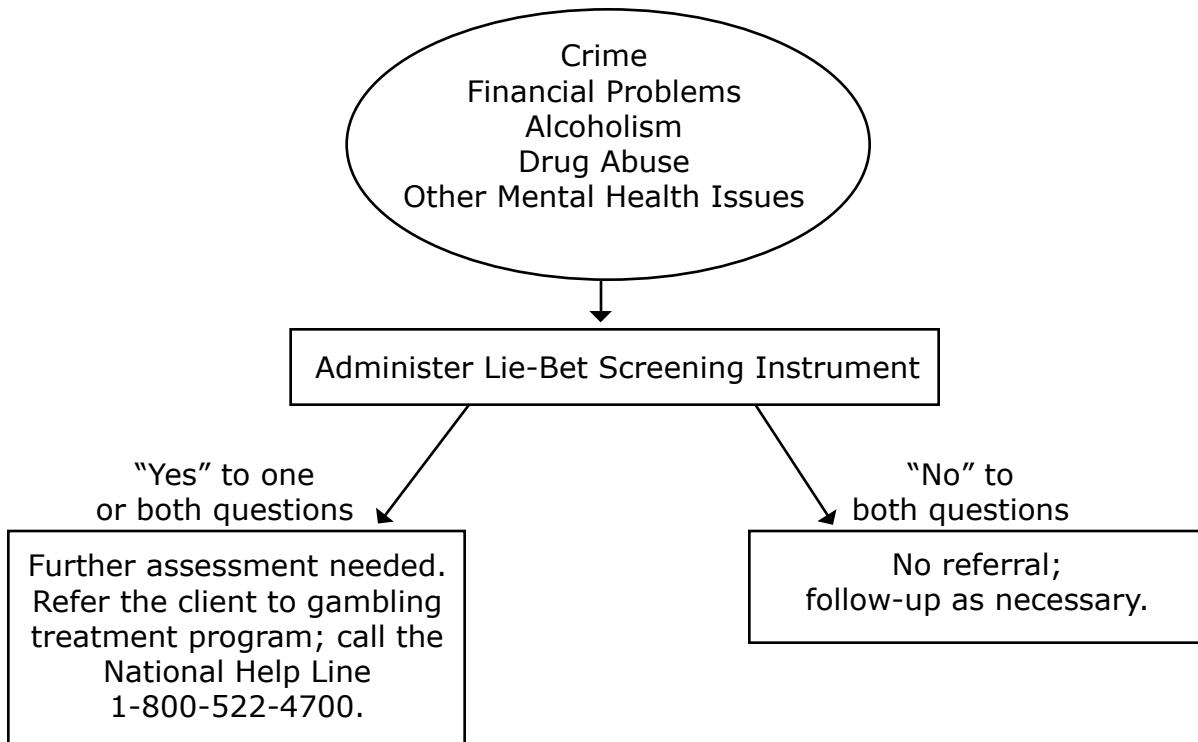 Crime
Financial Problems
Alcoholism
Drug Abuse
Other Mental Health Issues
Administer Lie-Bet Screening Instrument
“Yes” to one
or both questions
Further assessment needed.
Refer the client to gambling
treatment program; call the
National Help Line
1-800-522-4700.
“No” to
both questions
No referral;
follow-up as necessary.